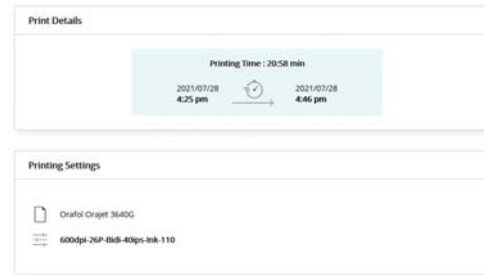 Print Details
Printing Time : 20:58 min
2021/07/28 2021/07/28
4:25 pm 4:46 pm
Printing Settings
Orafol Orajet 3640G
600dpi-26P-Bidi-40ips-Ink-110